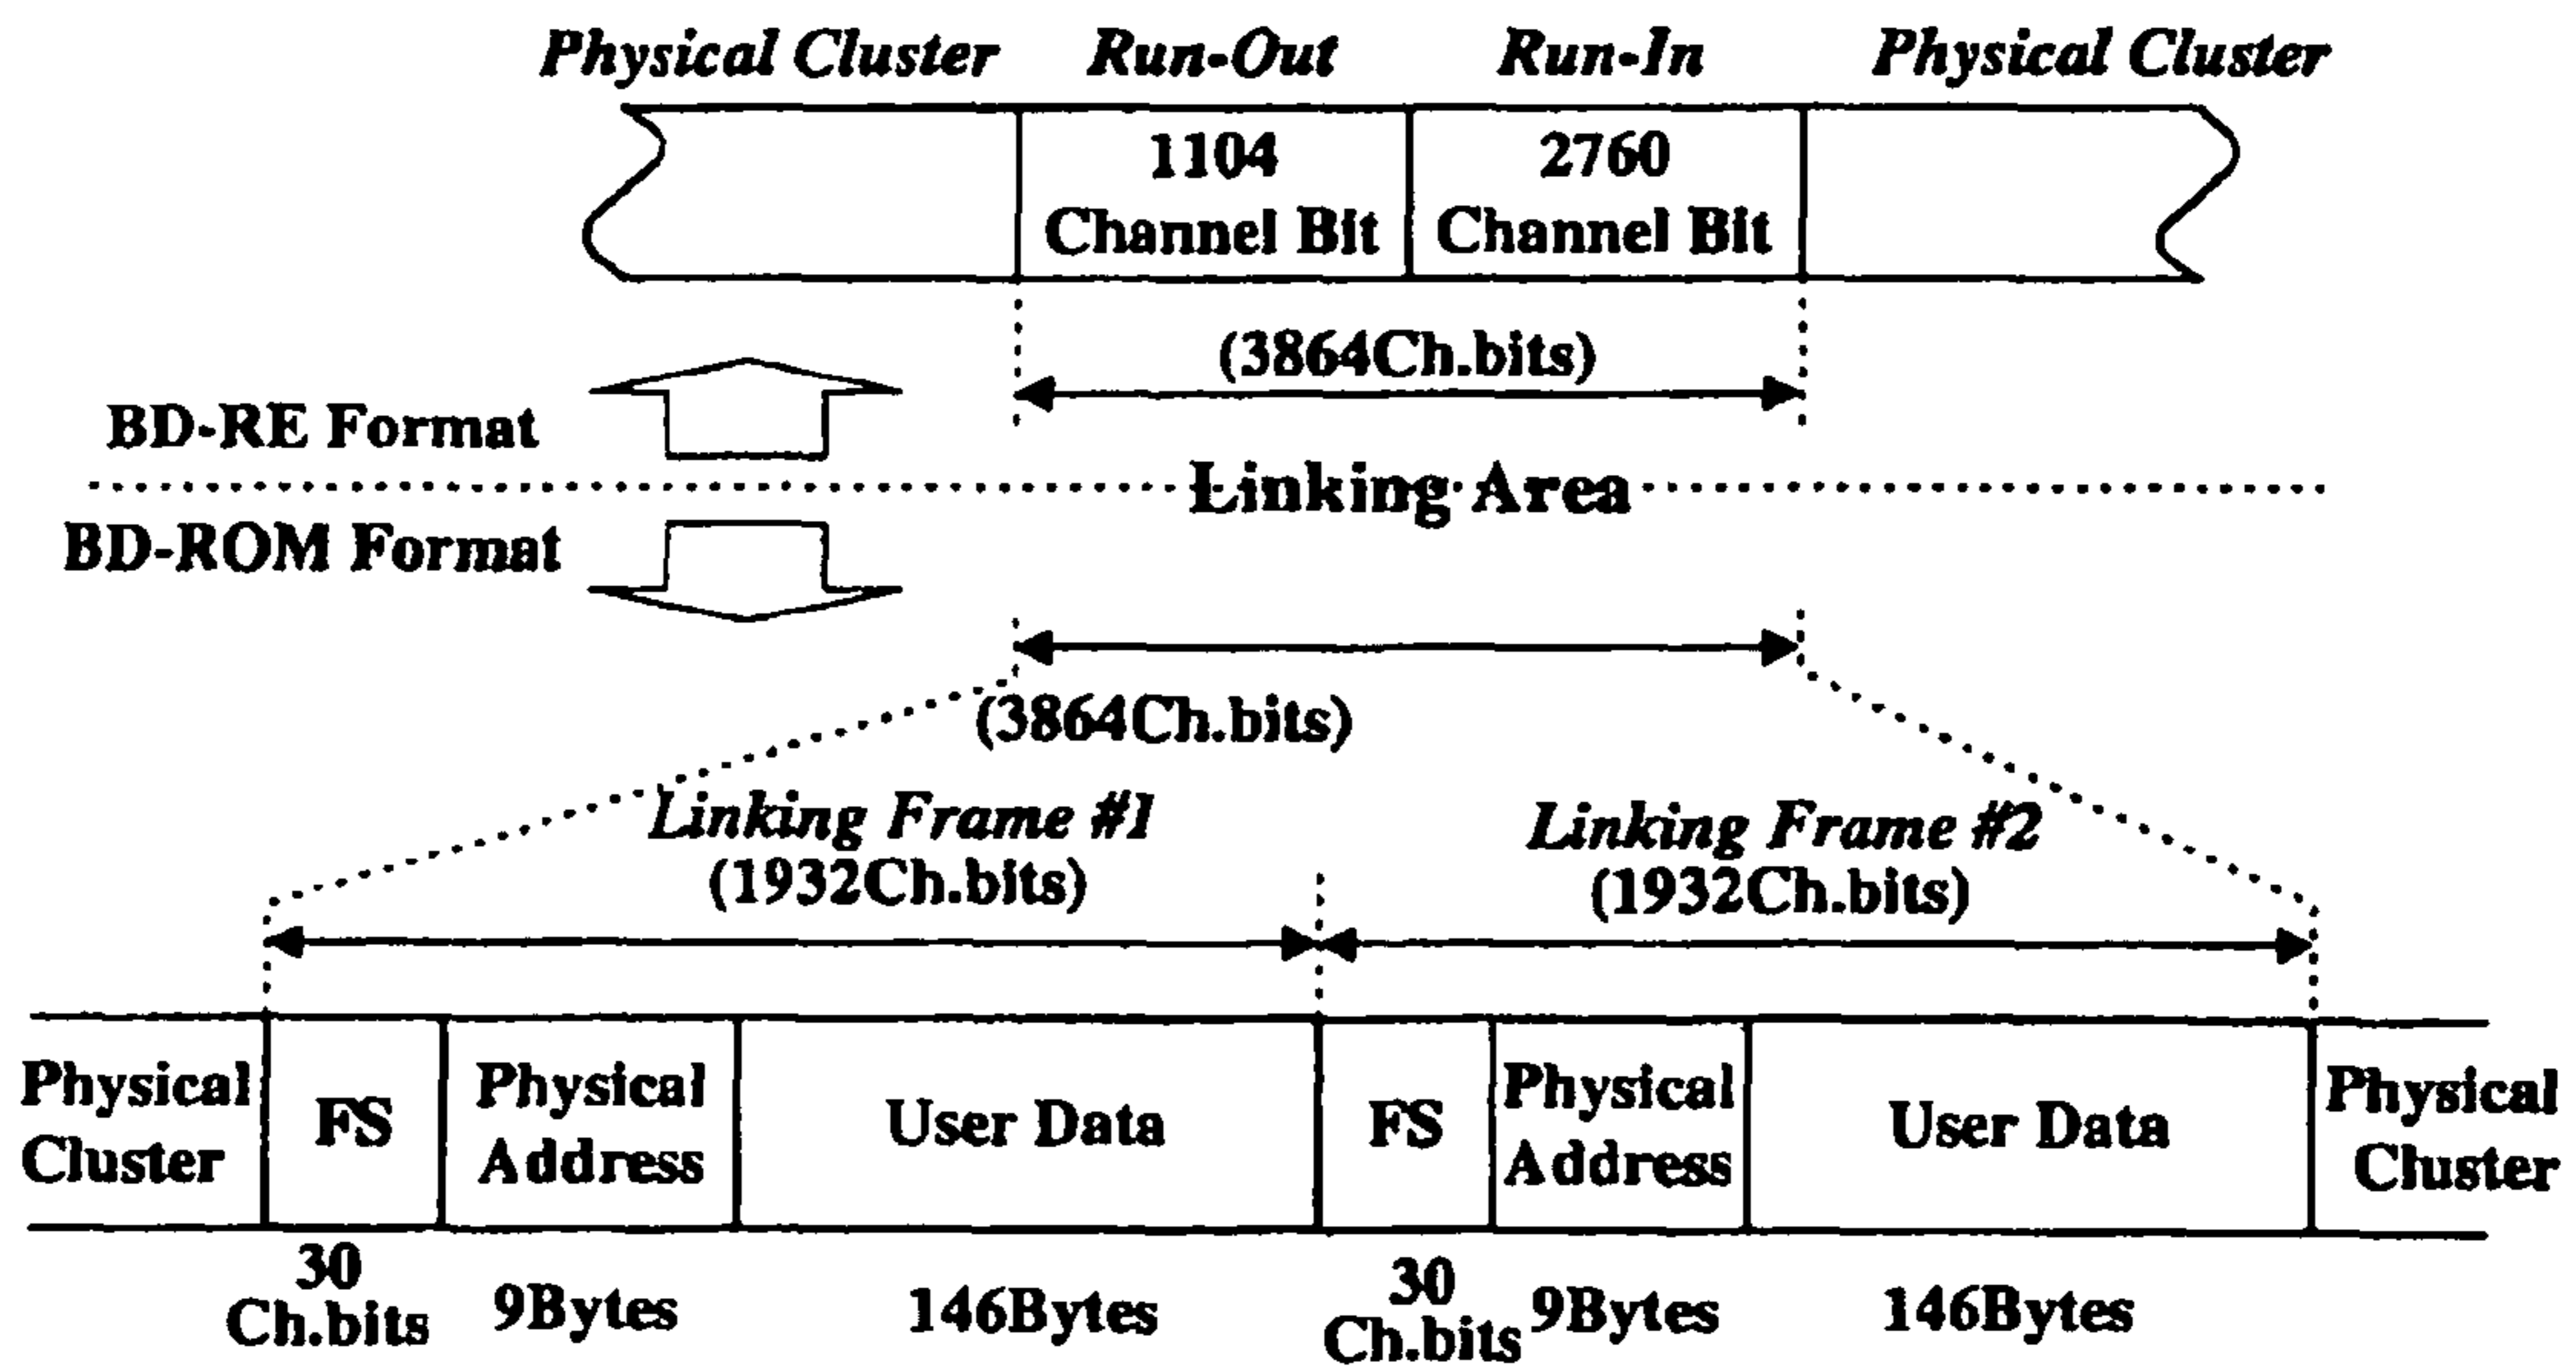 Physical Cluster Run-Out Run-In Physical Cluster
1104
Channel Bit
2760
Channel Bit
(3864Ch.bits)
BD-RE Format
Linking Area
BD-ROM Format
(3864Ch.bits)
Linking Frame #1
(1932Ch.bits)
Linking Frame #2
(1932Ch.bits)
Physical
Cluster
FS
Physical
Address
User Data
FS
Physical
Address
User Data
Physical
Cluster
30
Ch.bits
9Bytes
146Bytes
30
Ch.bits
9Bytes
146Bytes